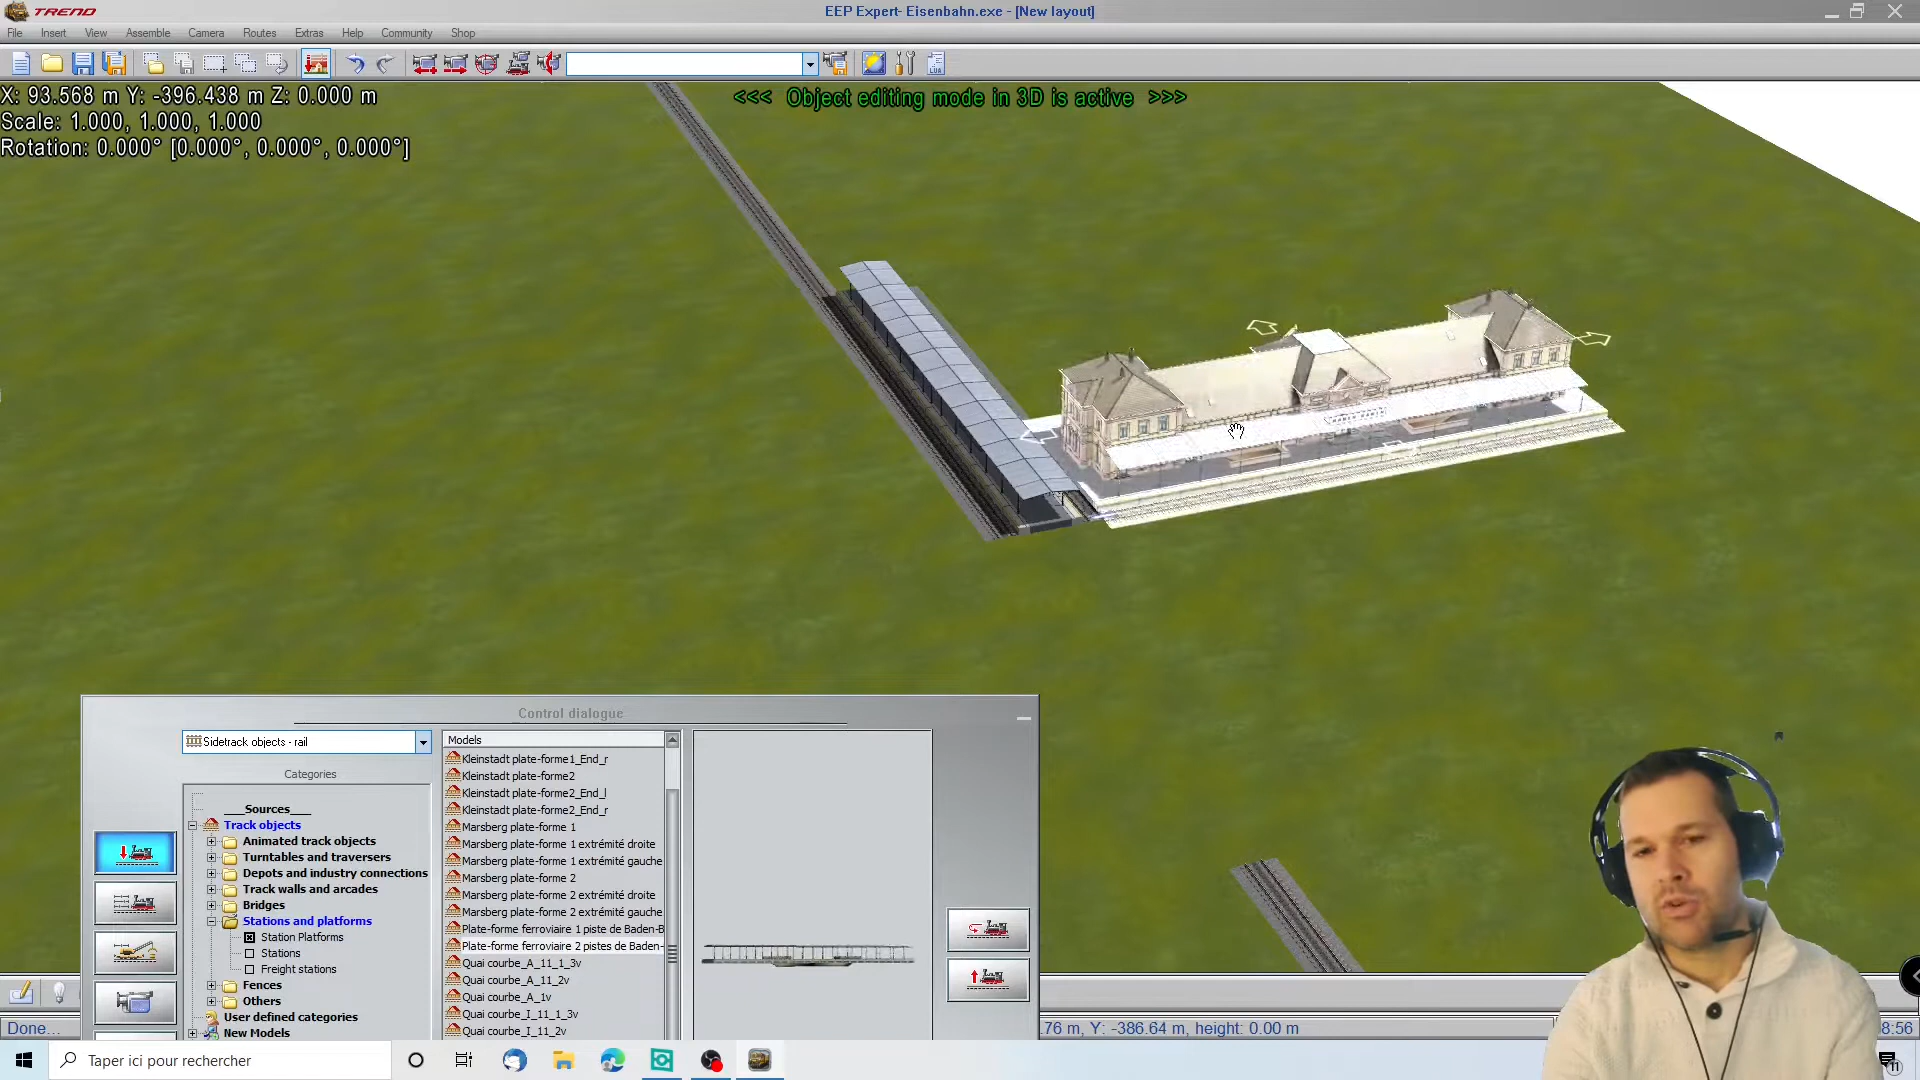 TREND
EEP Expert- Eisenbahn.exe - [New layout]
File Insert View Assemble Camera Routes Extras Help Community Shop
LUA
X: 93.568 m Y: -396.438 m Z: 0.000 m
Scale: 1.000, 1.000, 1.000
Rotation: 0.000° [0.000°, 0.000°, 0.000°]
<<< Object editing mode in 3D is active >>>
Control dialogue
Sidetrack objects - rail
Categories
___Sources___
Track objects
Animated track objects
Turntables and traversers
Depots and industry connections
Track walls and arcades
Bridges
Stations and platforms
Station Platforms
Stations
Freight stations
Fences
Others
User defined categories
New Models
Models
Kleinstadt plate-forme1_End_r
Kleinstadt plate-forme2
Kleinstadt plate-forme2_End_l
Kleinstadt plate-forme2_End_r
Marsberg plate-forme 1
Marsberg plate-forme 1 extrémité droite
Marsberg plate-forme 1 extrémité gauche
Marsberg plate-forme 2
Marsberg plate-forme 2 extrémité droite
Marsberg plate-forme 2 extrémité gauche
Plate-forme ferroviaire 1 piste de Baden-B
Plate-forme ferroviaire 2 pistes de Baden-
Quai courbe_A_11_1_3v
Quai courbe_A_11_2v
Quai courbe_A_1v
Quai courbe_I_11_1_3v
Quai courbe_I_11_2v
Done...
.76 m, Y: -386.64 m, height: 0.00 m
8:56
Taper ici pour rechercher
11